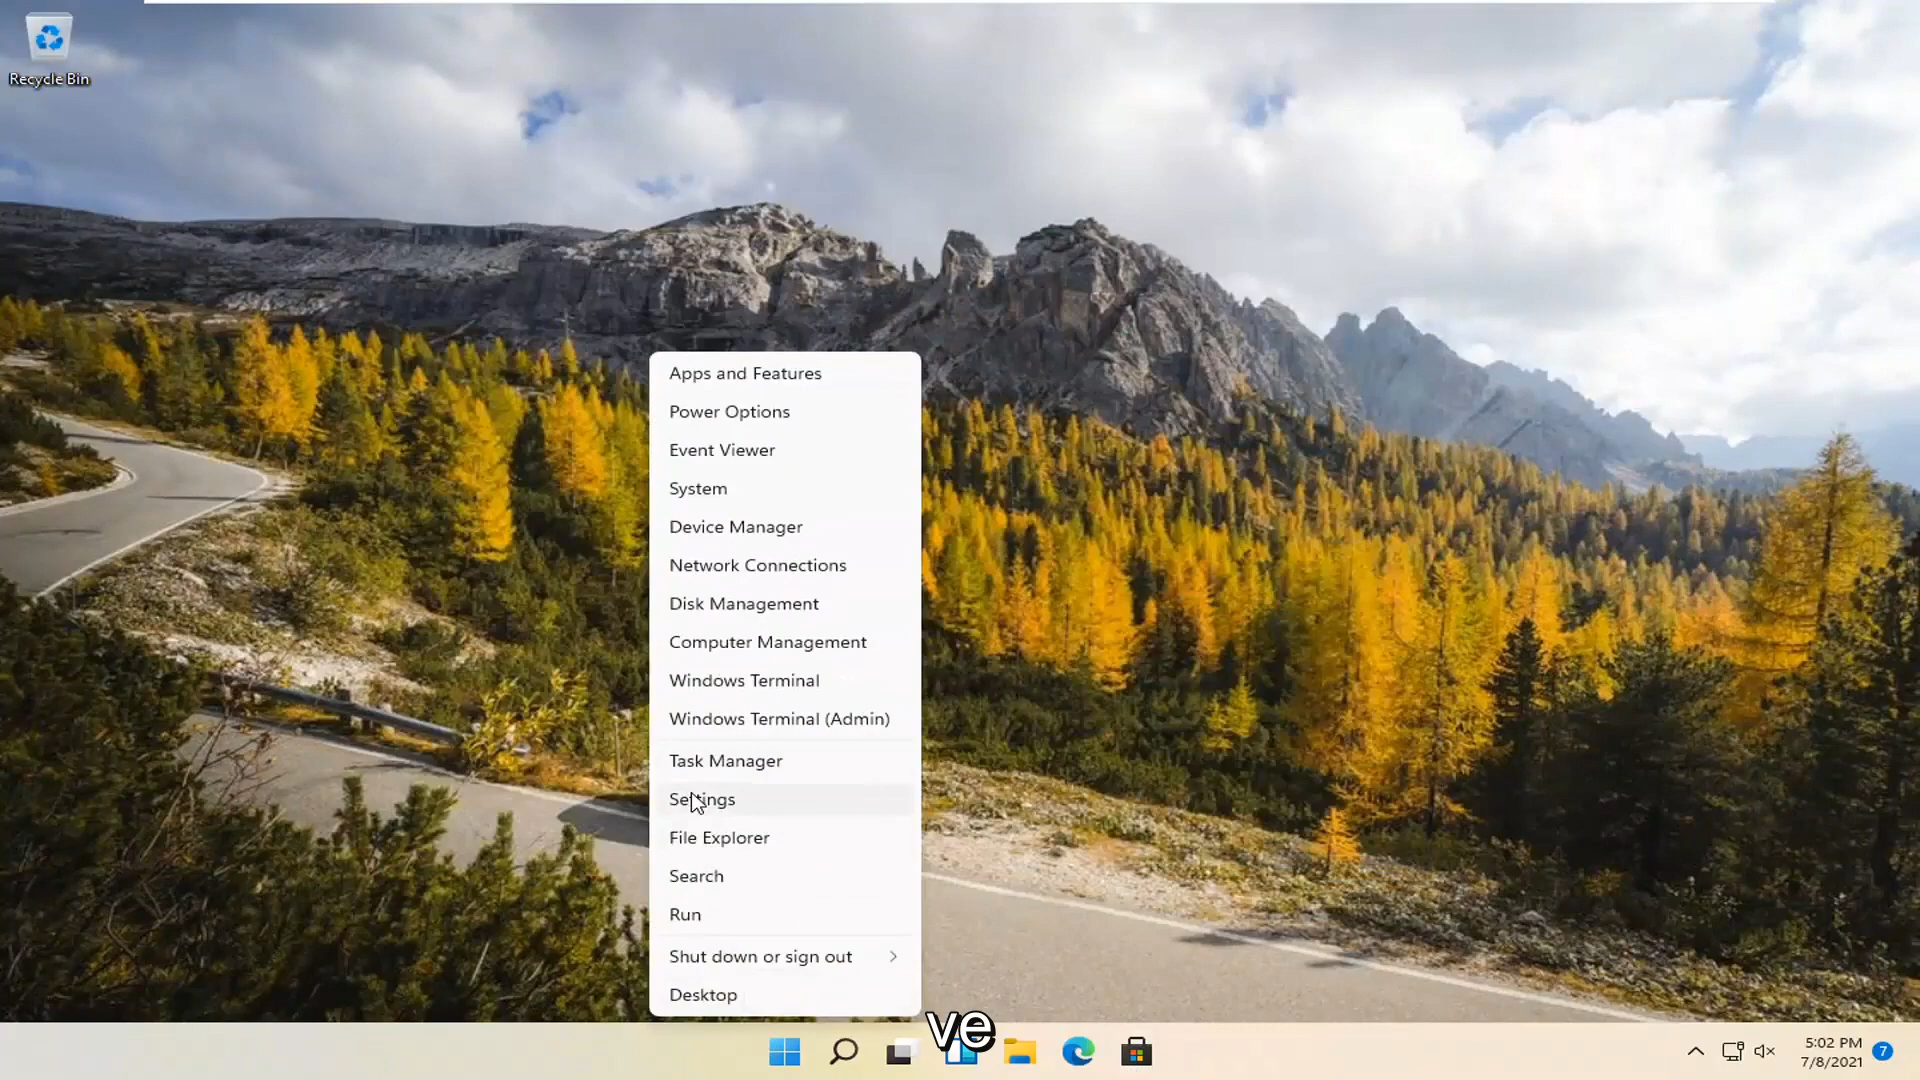 Recycle Bin
Apps and Features
Power Options
Event Viewer
System
Device Manager
Network Connections
Disk Management
Computer Management
Windows Terminal
Windows Terminal (Admin)
Task Manager
Settings
File Explorer
Search
Run
Shut down or sign out
Desktop
ve
5:02 PM
7/8/2021
7